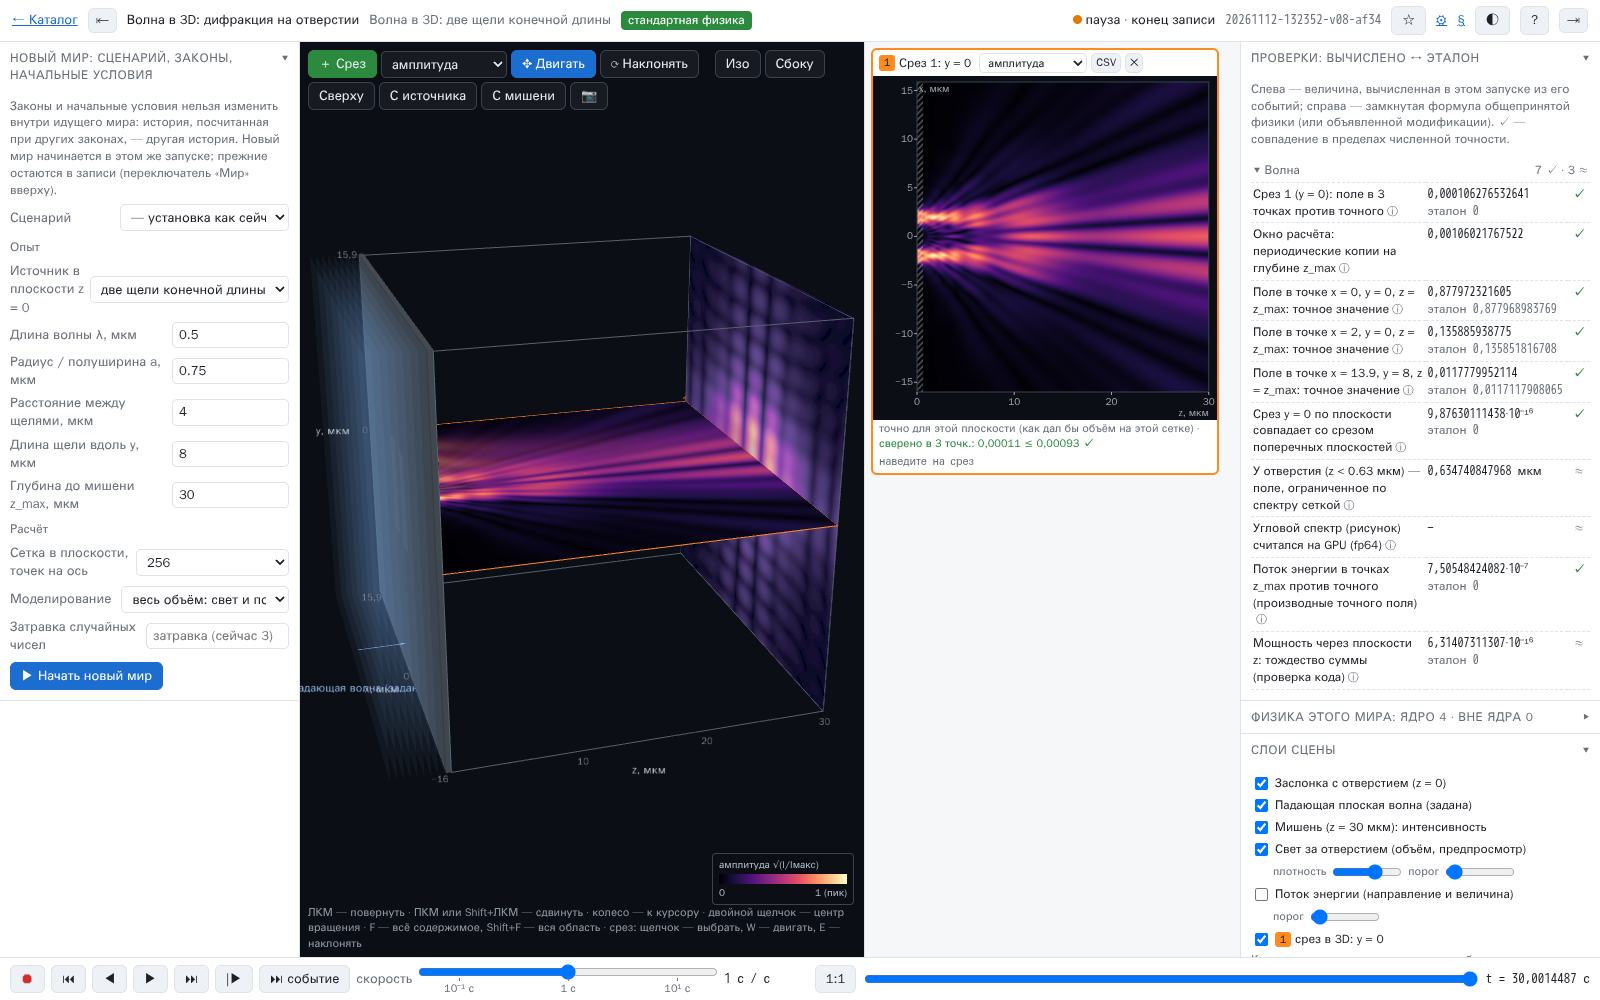 ← Каталог
Волна в 3D: дифракция на отверстии
Волна в 3D: две щели конечной длины
стандартная физика
пауза · конец записи
20261112-132352-v08-af34
НОВЫЙ МИР: СЦЕНАРИЙ, ЗАКОНЫ,
НАЧАЛЬНЫЕ УСЛОВИЯ
Законы и начальные условия нельзя изменить
внутри идущего мира: история, посчитанная
при других законах, — другая история. Новый
мир начинается в этом же запуске; прежние
остаются в записи (переключатель «Мир»
вверху).
Сценарий
— установка как сейч
Опыт
Источник в
плоскости z
= 0
две щели конечной длины
Длина волны λ, мкм
0.5
Радиус / полуширина a,
мкм
0.75
Расстояние между
щелями, мкм
4
Длина щели вдоль y,
мкм
8
Глубина до мишени
z_max, мкм
30
Расчёт
Сетка в плоскости,
точек на ось
256
Моделирование
весь объём: свет и по
Затравка случайных
чисел
затравка (сейчас 3)
▶ Начать новый мир
+ Срез
амплитуда
✥ Двигать
⟳ Наклонять
Изо
Сбоку
Сверху
С источника
С мишени
15,9
y, мкм
0
15,9
0
-16
10
20
30
z, мкм
амплитуда √(I/Iмакс)
0
1 (пик)
ЛКМ — повернуть · ПКМ или Shift+ЛКМ — сдвинуть · колесо — к курсору · двойной щелчок — центр
вращения · F — всё содержимое, Shift+F — вся область · срез: щелчок — выбрать, W — двигать, E —
наклонять
1
Срез 1: y = 0
амплитуда
CSV
✕
15
x, мкм
10
5
0
−5
−10
−15
0
10
20
30
z, мкм
точно для этой плоскости (как дал бы объём на этой сетке) ·
сверено в 3 точк.: 0,00011 ≤ 0,00093 ✓
наведите на срез
ПРОВЕРКИ: ВЫЧИСЛЕНО ↔ ЭТАЛОН
Слева — величина, вычисленная в этом запуске из его
событий; справа — замкнутая формула общепринятой
физики (или объявленной модификации). ✓ —
совпадение в пределах численной точности.
Волна
7 ✓ · 3 ≈
Срез 1 (y = 0): поле в 3
точках против точного ⓘ
0,000106276532641
эталон 0
✓
Окно расчёта:
периодические копии на
глубине z_max ⓘ
0,00106021767522
✓
Поле в точке x = 0, y = 0, z =
z_max: точное значение ⓘ
0,877972321605
эталон 0,877968983769
✓
Поле в точке x = 2, y = 0, z =
z_max: точное значение ⓘ
0,135885938775
эталон 0,135851816708
✓
Поле в точке x = 13.9, y = 8, z
= z_max: точное значение ⓘ
0,0117779952114
эталон 0,0117117908065
✓
Срез y = 0 по плоскости
совпадает со срезом
поперечных плоскостей ⓘ
9,87630111438·10⁻¹⁶
эталон 0
✓
У отверстия (z < 0.63 мкм) —
поле, ограниченное по
спектру сеткой ⓘ
0,634740847968 мкм
≈
Угловой спектр (рисунок)
считался на GPU (fp64) ⓘ
–
≈
Поток энергии в точках
z_max против точного
(производные точного поля)
ⓘ
7,50548424082·10⁻⁷
эталон 0
✓
Мощность через плоскости
z: тождество суммы
(проверка кода) ⓘ
6,31407311307·10⁻¹⁶
эталон 0
≈
ФИЗИКА ЭТОГО МИРА: ЯДРО 4 · ВНЕ ЯДРА 0
СЛОИ СЦЕНЫ
Заслонка с отверстием (z = 0)
Падающая плоская волна (задана)
Мишень (z = 30 мкм): интенсивность
Свет за отверстием (объём, предпросмотр)
плотность
порог
Поток энергии (направление и величина)
порог
1 срез в 3D: y = 0
⏭ событие
скорость
10⁻¹ с
1 с
10¹ с
1 с / с
1:1
t = 30,0014487 с